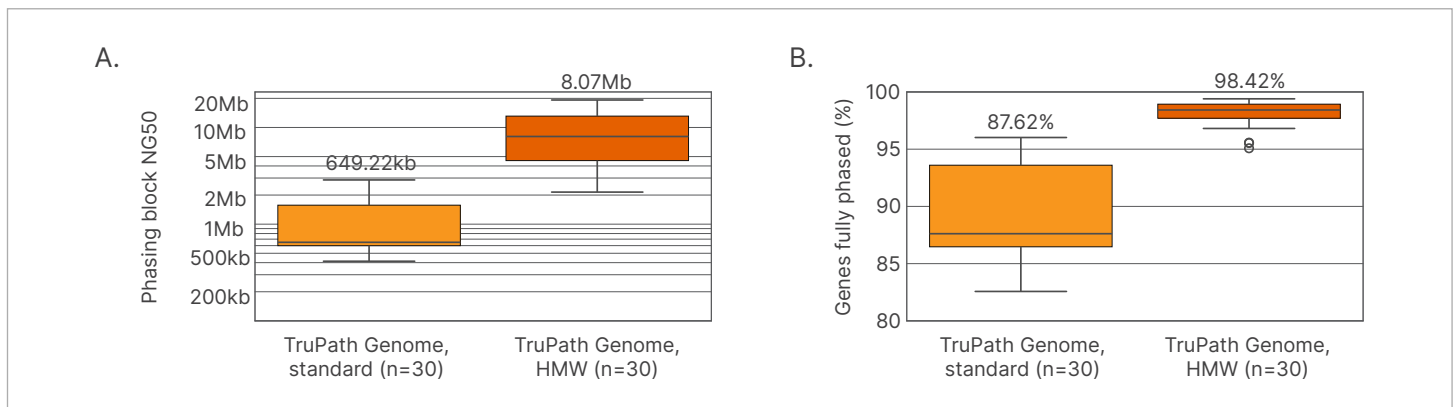 A.
Phasing block NG50
20Mb
10Mb
5Mb
2Mb
1Mb
500kb
200kb
649.22kb
8.07Mb
TruPath Genome,
standard (n=30)
TruPath Genome,
HMW (n=30)
B.
Genes fully phased (%)
100
95
90
85
80
87.62%
98.42%
TruPath Genome,
standard (n=30)
TruPath Genome,
HMW (n=30)